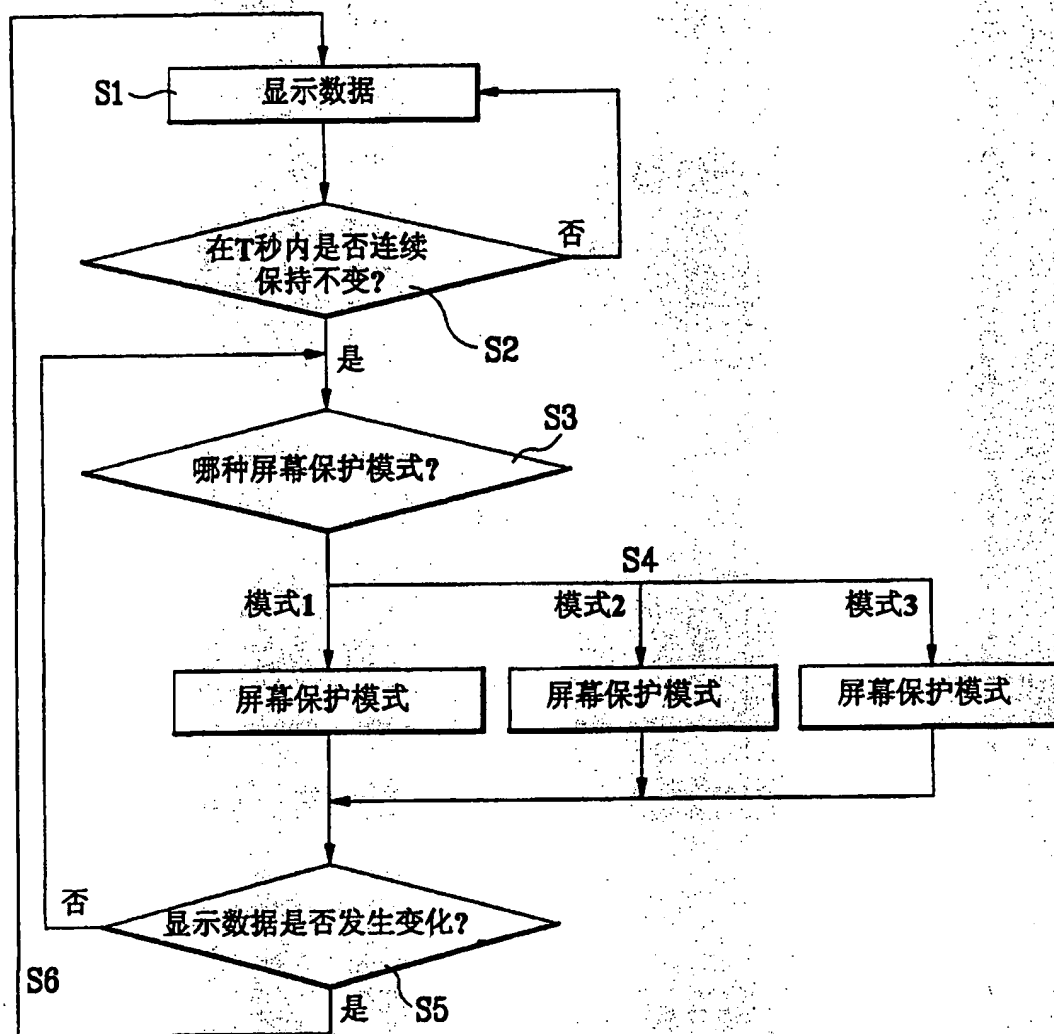 S1
显示数据
在T秒内是否连续
保持不变?
否
S2
是
S3
哪种屏幕保护模式?
S4
模式1
模式2
模式3
屏幕保护模式
屏幕保护模式
屏幕保护模式
否
显示数据是否发生变化?
S6
是
S5